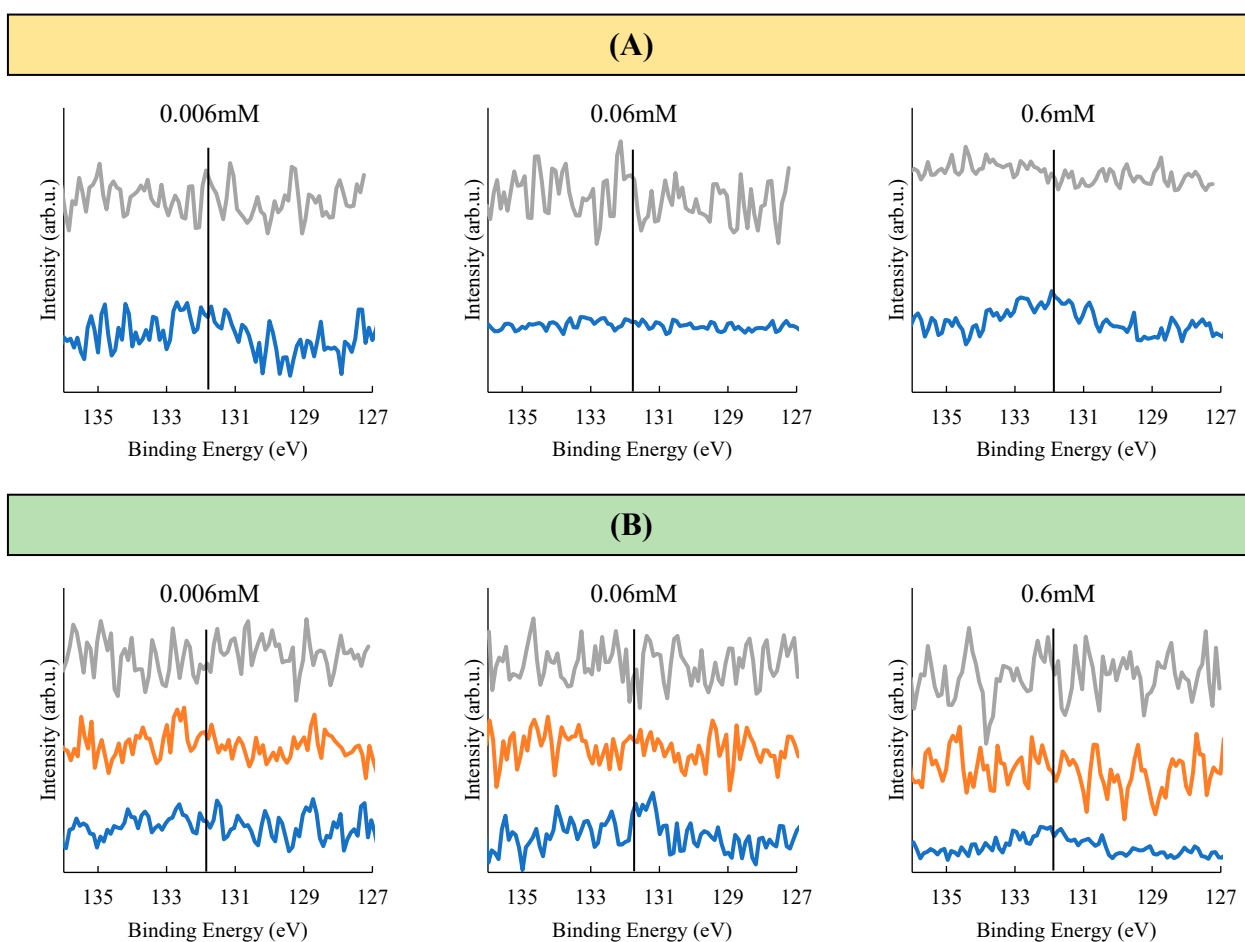 (A)
0.006mM
0.06mM
0.6mM
Intensity (arb.u.)
Intensity (arb.u.)
Intensity (arb.u.)
135 133 131 129 127
135 133 131 129 127
135 133 131 129 127
Binding Energy (eV)
Binding Energy (eV)
Binding Energy (eV)
(B)
0.006mM
0.06mM
0.6mM
Intensity (arb.u.)
Intensity (arb.u.)
Intensity (arb.u.)
135 133 131 129 127
135 133 131 129 127
135 133 131 129 127
Binding Energy (eV)
Binding Energy (eV)
Binding Energy (eV)